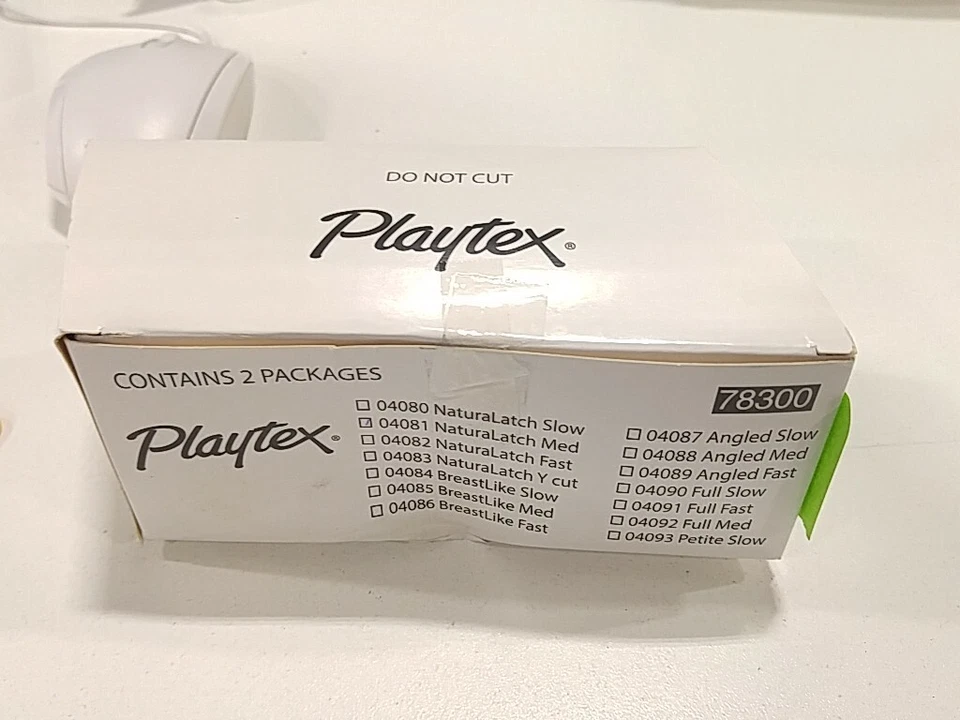 DO NOT CUT
Playtex®
CONTAINS 2 PACKAGES
78300
Playtex®
☐ 04080 NaturaLatch Slow
☑ 04081 NaturaLatch Med
☐ 04082 NaturaLatch Fast
☐ 04083 NaturaLatch Y cut
☐ 04084 BreastLike Slow
☐ 04085 BreastLike Med
☐ 04086 BreastLike Fast
☐ 04087 Angled Slow
☐ 04088 Angled Med
☐ 04089 Angled Fast
☐ 04090 Full Slow
☐ 04091 Full Fast
☐ 04092 Full Med
☐ 04093 Petite Slow